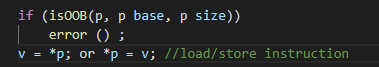 if (isOOB(p, p base, p size))
error () ;
v = *p; or *p = v; //load/store instruction